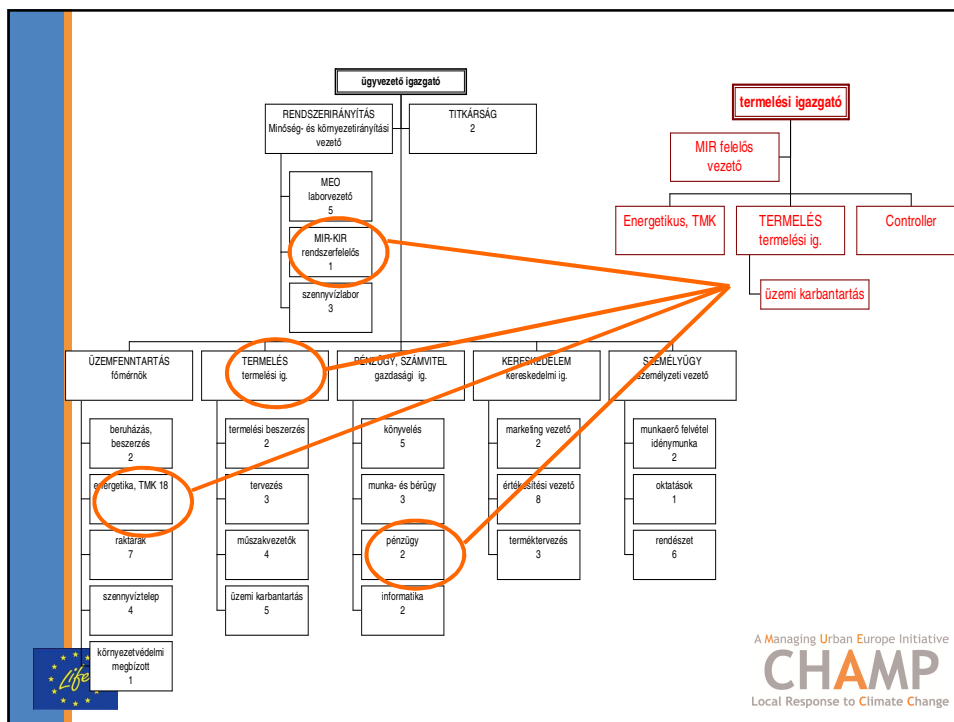 ügyvezető igazgató
RENDSZERIRÁNYÍTÁS
Minőség- és környezetirányítási
vezető
TITKÁRSÁG
2
MEO
laborvezető
5
MIR-KIR
rendszerfelelős
1
szennyvízlabor
3
termelési igazgató
MIR felelős
vezető
Energetikus, TMK
TERMELÉS
termelési ig.
Controller
üzemi karbantartás
ÜZEMFENNTARTÁS
főmérnök
beruházás,
beszerzés
2
energetika, TMK 18
raktárak
7
szennyvíztelep
4
környezetvédelmi
megbízott
1
TERMELÉS
termelési ig.
termelési beszerzés
2
tervezés
3
műszakvezetők
4
üzemi karbantartás
5
PÉNZÜGY, SZÁMVITEL
gazdasági ig.
könyvelés
5
munka- és bérügy
3
pénzügy
2
informatika
2
KERESKEDELEM
kereskedelmi ig.
marketing vezető
2
értékesítési vezető
8
terméktervezés
3
SZEMÉLYÜGY
személyzeti vezető
munkaerő felvétel
idénymunka
2
oktatások
1
rendészet
6
Life
A Managing Urban Europe Initiative
CHAMP
Local Response to Climate Change